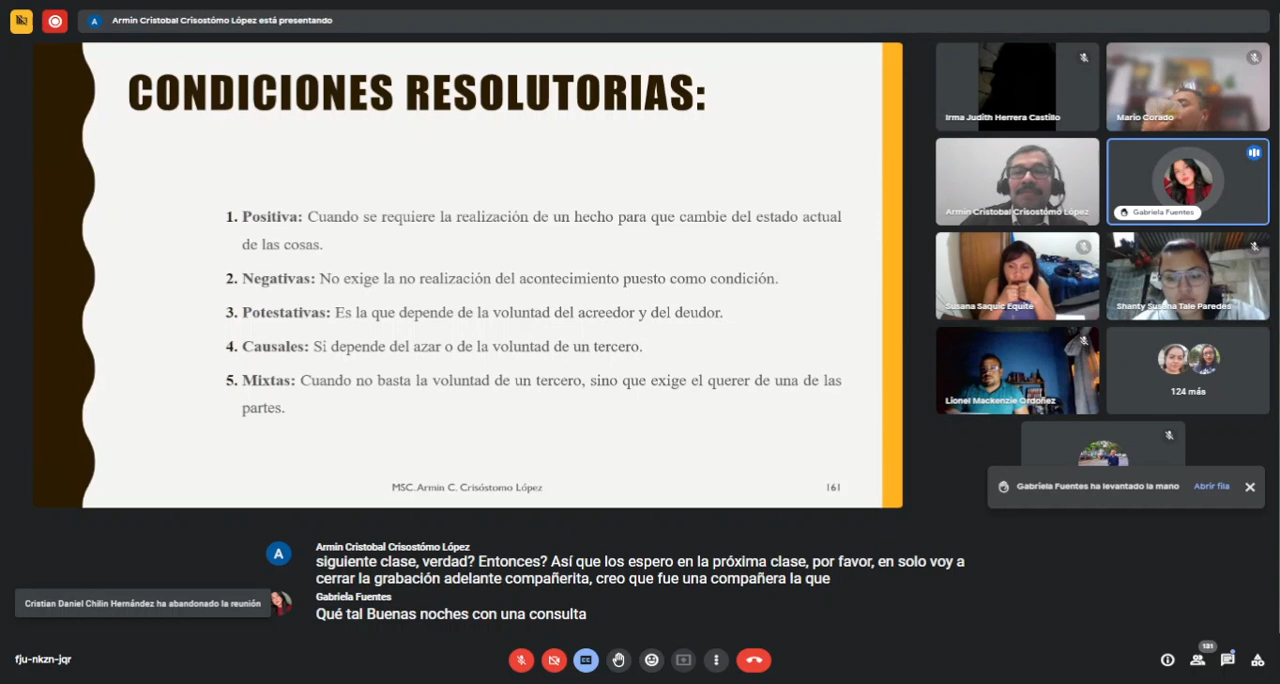 Armin Cristobal Crisostómo López está presentando
CONDICIONES RESOLUTORIAS:
1. Positiva: Cuando se requiere la realización de un hecho para que cambie del estado actual
de las cosas.
2. Negativas: No exige la no realización del acontecimiento puesto como condición.
3. Potestativas: Es la que depende de la voluntad del acreedor y del deudor.
4. Causales: Si depende del azar o de la voluntad de un tercero.
5. Mixtas: Cuando no basta la voluntad de un tercero, sino que exige el querer de una de las
partes.
MSC..Armin C. Crisóstomo López
161
Irma Judith Herrera Castillo
Mario Corado
Armin Cristobal Crisostómo López
Gabriela Fuentes
Susana Saquic Equité
Shanty Susana Tale Paredes
Lionel Mackenzie Ordoñez
124 más
Gabriela Fuentes ha levantado la mano
Abrir fila
A
Armin Cristobal Crisostómo López
siguiente clase, verdad? Entonces? Así que los espero en la próxima clase, por favor, en solo voy a
cerrar la grabación adelante compañerita, creo que fue una compañera la que
Gabriela Fuentes
Qué tal Buenas noches con una consulta
Cristian Daniel Chilin Hernández ha abandonado la reunión
fju-nkzn-jqr
CC
131